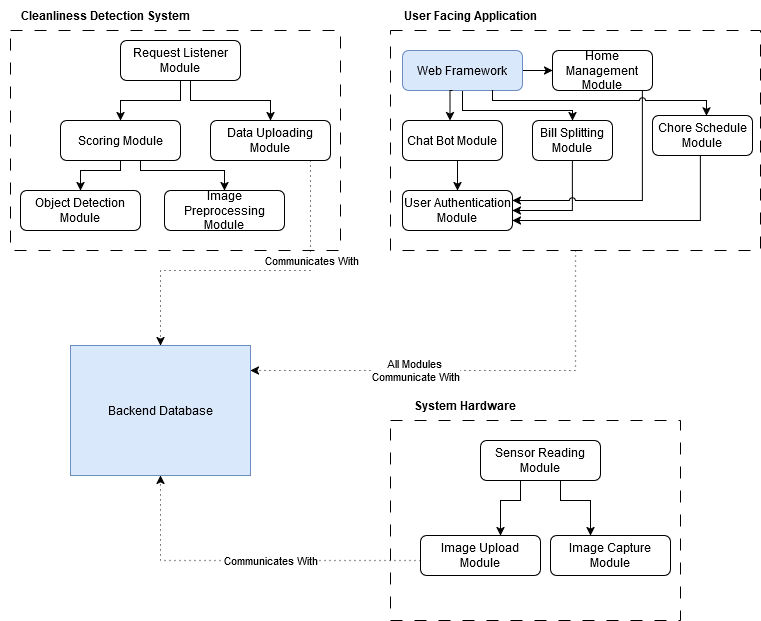 Cleanliness Detection System
Request Listener
Module
Scoring Module
Data Uploading
Module
Object Detection
Module
Image
Preprocessing
Module
Communicates With
User Facing Application
Web Framework
Home
Management
Module
Chat Bot Module
Bill Splitting
Module
Chore Schedule
Module
User Authentication
Module
All Modules
Communicate With
Backend Database
System Hardware
Sensor Reading
Module
Image Upload
Module
Image Capture
Module
Communicates With